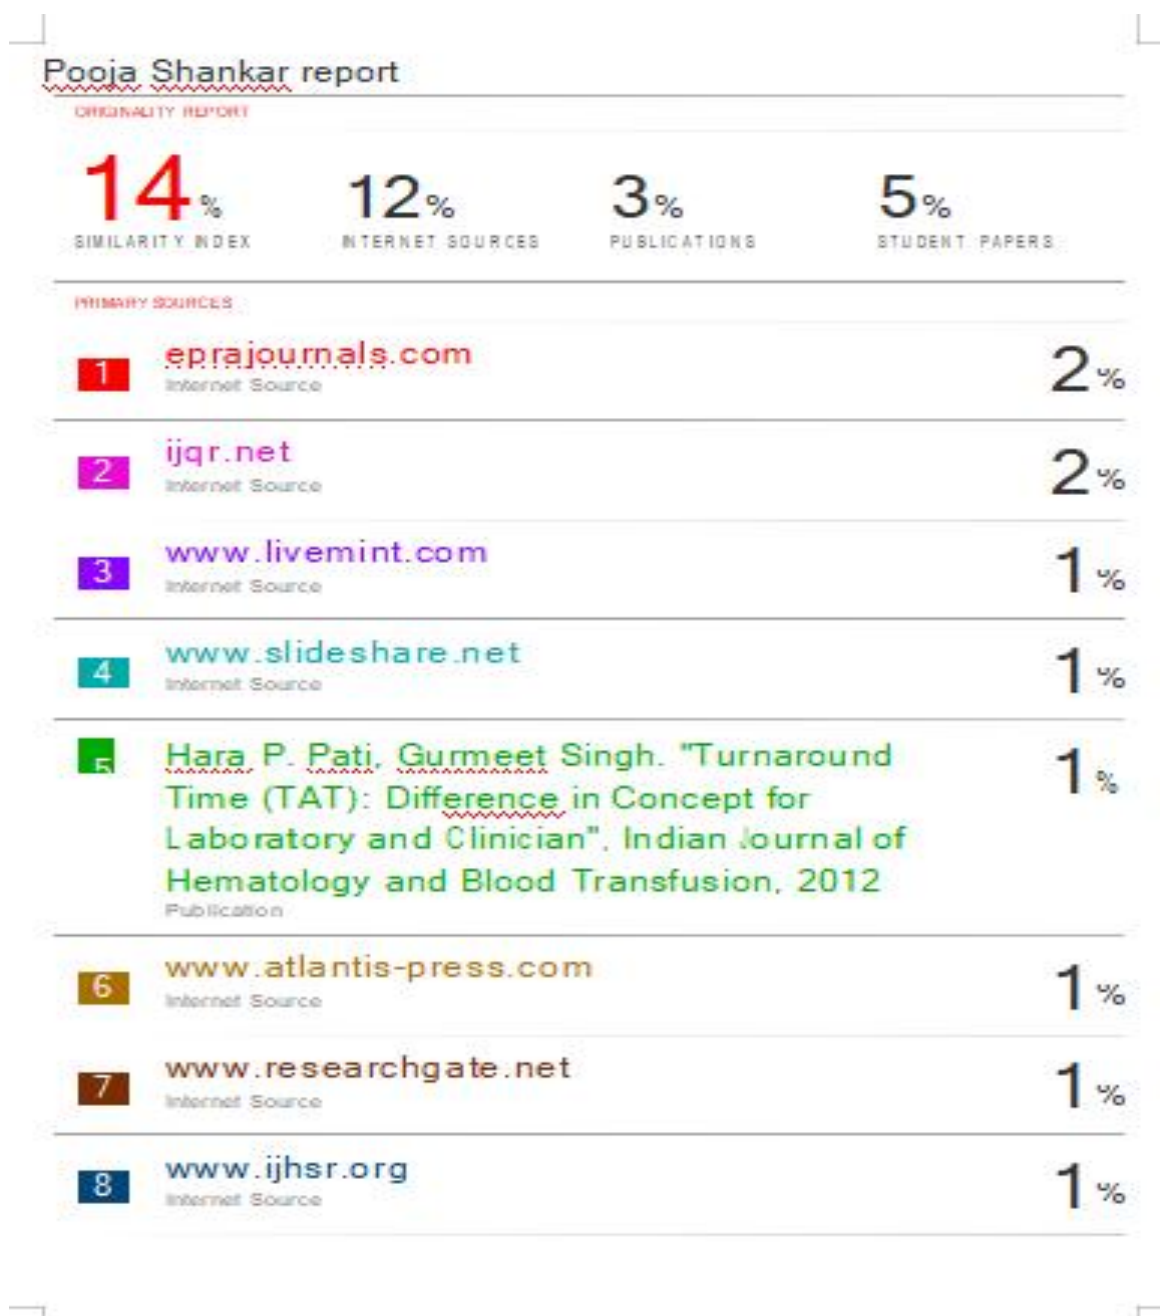 Pooja Shankar report
ORIGINALITY REPORT
14% 12% 3% 5%
SIMILARITY INDEX INTERNET SOURCES PUBLICATIONS STUDENT PAPERS
PRIMARY SOURCES
1 eprajournals.com 2%
Internet Source
2 ijqr.net 2%
Internet Source
3 www.livemint.com 1%
Internet Source
4 www.slideshare.net 1%
Internet Source
5 Hara P. Pati, Gurmeet Singh. "Turnaround 1%
Time (TAT): Difference in Concept for
Laboratory and Clinician", Indian Journal of
Hematology and Blood Transfusion, 2012
Publication
6 www.atlantis-press.com 1%
Internet Source
7 www.researchgate.net 1%
Internet Source
8 www.ijhsr.org 1%
Internet Source